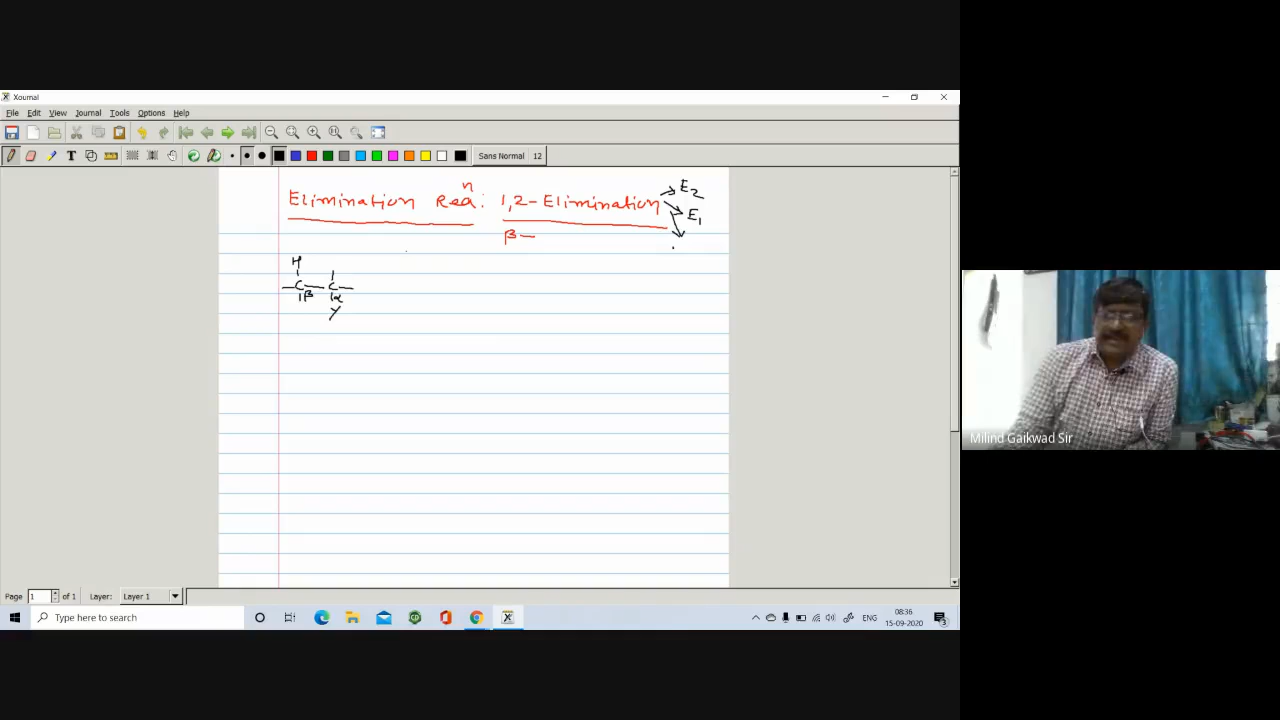 Xournal
File Edit View Journal Tools Options Help
Sans Normal 12
Elimination Reaⁿ: 1,2-Elimination
E₂
E₁
β-
H
-C-C-
β α
Y
Milind Gaikwad Sir
Page 1 of 1 Layer: Layer 1
Type here to search
ENG
08:36
15-09-2020
3